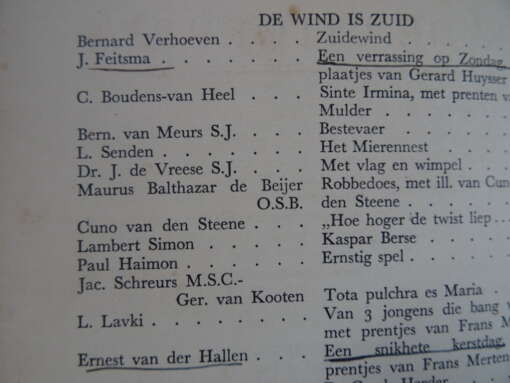 DE WIND IS ZUID
Bernard Verhoeven . . . . Zuidewind . . . .
J. Feitsma . . . . . . Een verrassing op Zondag,
plaatjes van Gerard Huysser
C. Boudens-van Heel . . . Sinte Irmina, met prenten
Mulder
Bern. van Meurs S.J. . . . Bestevaer . . . .
L. Senden . . . . . . Het Mierennest . . .
Dr. J. de Vreese S.J. . . . Met vlag en wimpel . .
Maurus Balthazar de Beijer Robbedoes, met ill. van Cuno
O.S.B. den Steene . . . .
Cuno van den Steene . . . „Hoe hoger de twist liep . . .
Lambert Simon . . . . . Kaspar Berse . . . .
Paul Haimon . . . . . Ernstig spel . . . .
Jac. Schreurs M.S.C.-
Ger. van Kooten Tota pulchra es Maria .
L. Lavki . . . . . . Van 3 jongens die bang
met prentjes van Frans
Ernest van der Hallen . . . Een snikhete kerstdag,
prentjes van Frans Merten